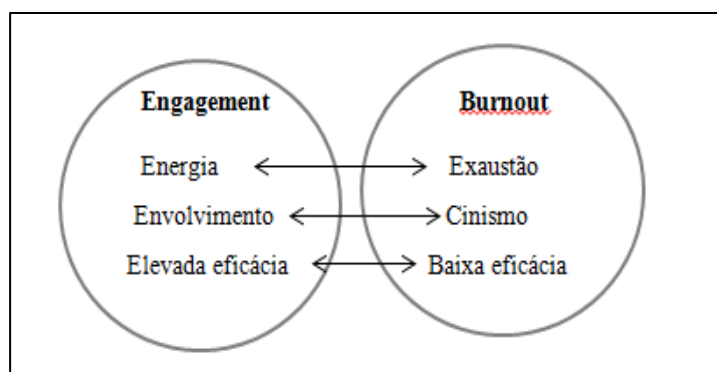 Engagement Burnout
Energia Exaustão
Envolvimento Cinismo
Elevada eficácia Baixa eficácia